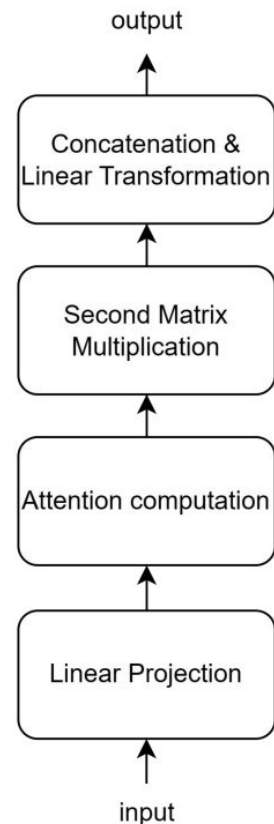 output
Concatenation &
Linear Transformation
Second Matrix
Multiplication
Attention computation
Linear Projection
input